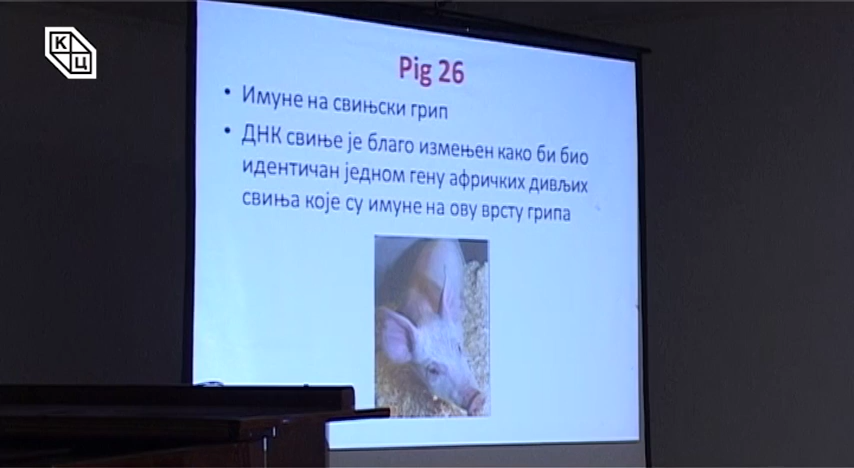 К
Ц
Pig 26
• Имуне на свињски грип
• ДНК свиње је благо измењен како би био
идентичан једном гену афричких дивљих
свиња које су имуне на ову врсту грипа